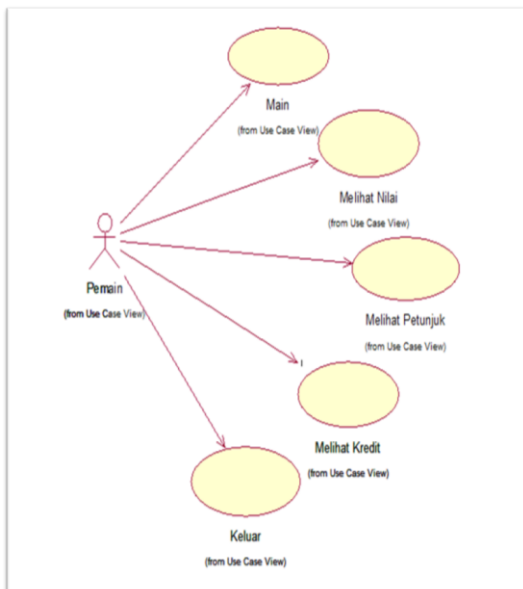 Main
(from Use Case View)
Melihat Nilai
(from Use Case View)
Pemain
(from Use Case View)
Melihat Petunjuk
(from Use Case View)
Melihat Kredit
(from Use Case View)
Keluar
(from Use Case View)